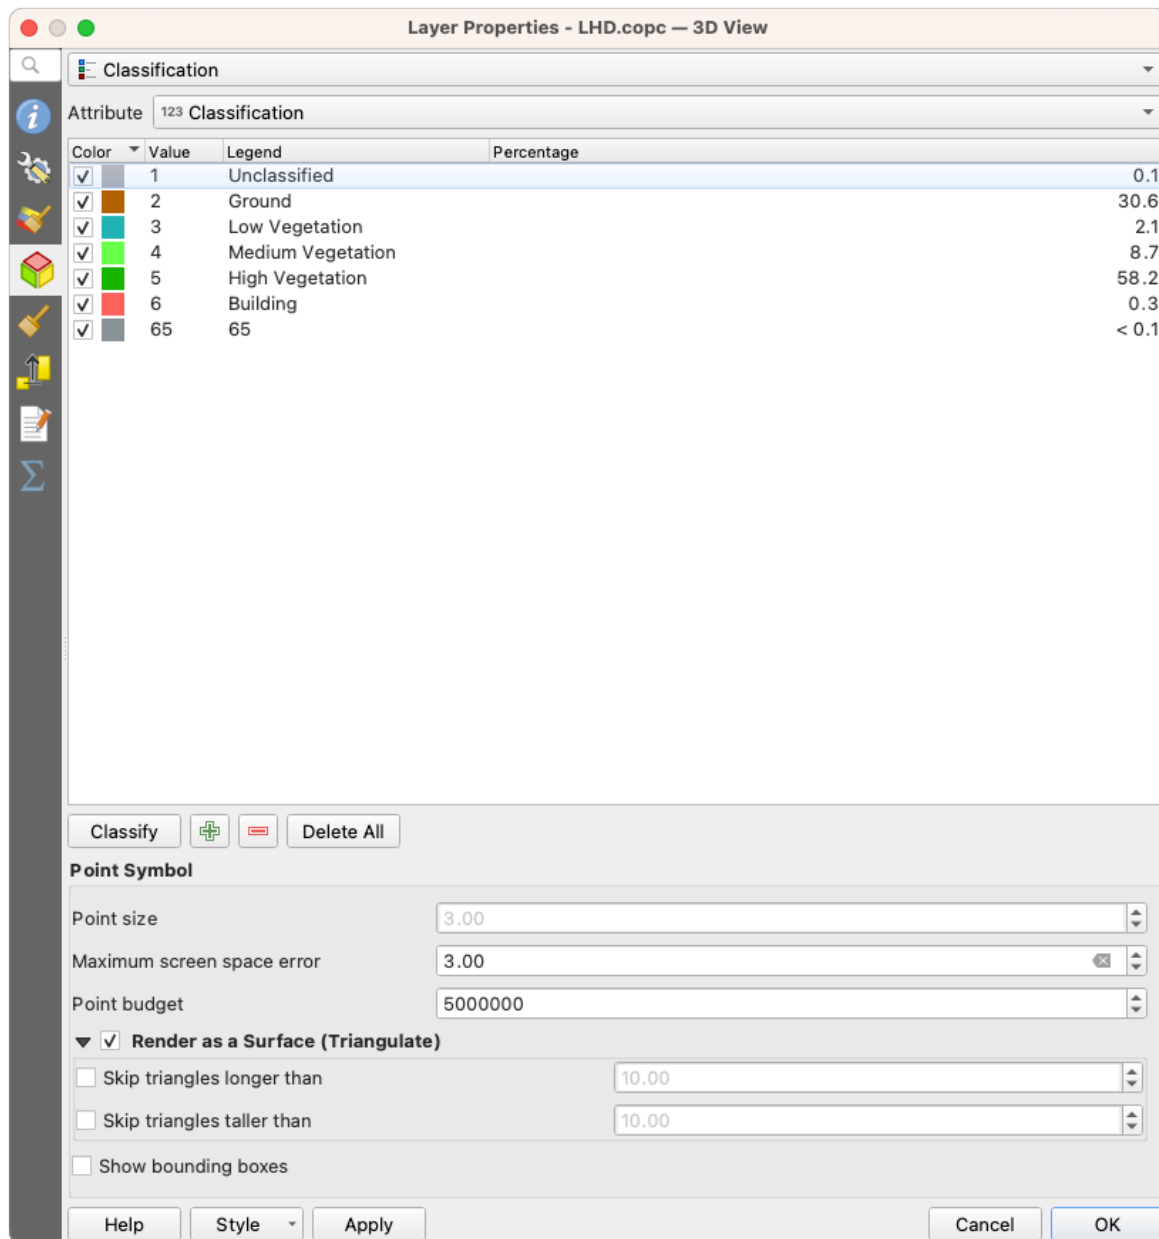 Layer Properties - LHD.copc — 3D View
Classification
Attribute 123 Classification
Color Value Legend Percentage
1 Unclassified 0.1
2 Ground 30.6
3 Low Vegetation 2.1
4 Medium Vegetation 8.7
5 High Vegetation 58.2
6 Building 0.3
65 65 < 0.1
Classify Delete All
Point Symbol
Point size 3.00
Maximum screen space error 3.00
Point budget 5000000
Render as a Surface (Triangulate)
Skip triangles longer than 10.00
Skip triangles taller than 10.00
Show bounding boxes
Help Style Apply Cancel OK